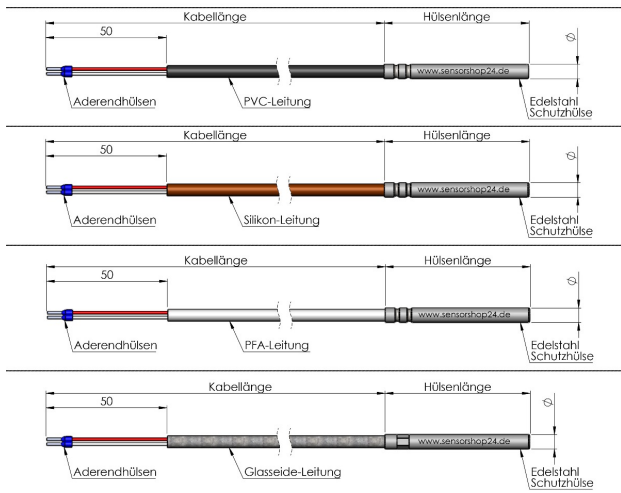 Kabellänge Hülsenlänge
50
Ø
www.sensorshop24.de
Aderendhülsen PVC-Leitung Edelstahl
Schutzhülse
Kabellänge Hülsenlänge
50
Ø
www.sensorshop24.de
Aderendhülsen Silikon-Leitung Edelstahl
Schutzhülse
Kabellänge Hülsenlänge
50
Ø
www.sensorshop24.de
Aderendhülsen PFA-Leitung Edelstahl
Schutzhülse
Kabellänge Hülsenlänge
50
Ø
www.sensorshop24.de
Aderendhülsen Glasseide-Leitung Edelstahl
Schutzhülse